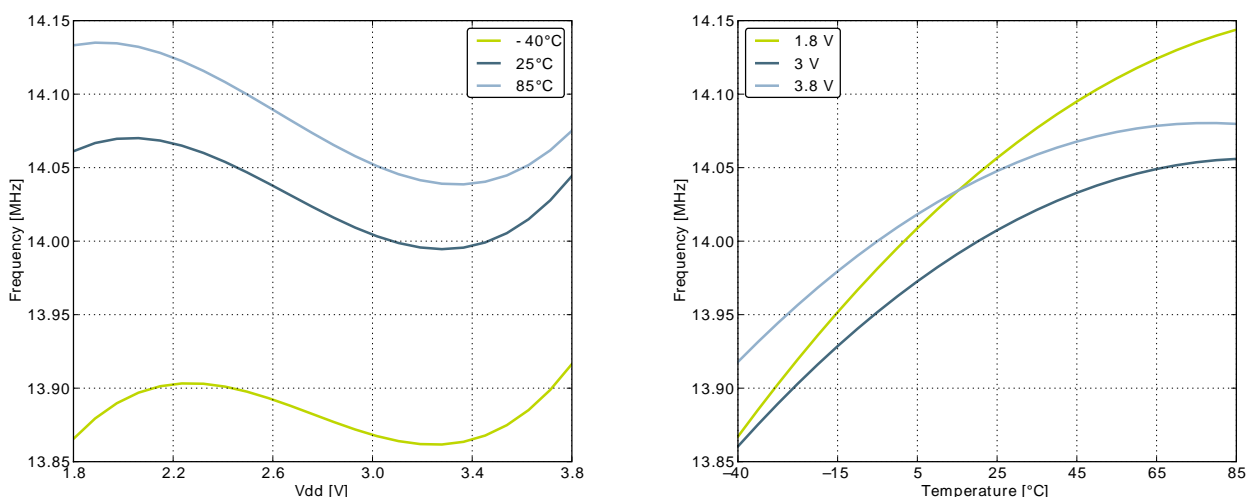 14.15
14.10
14.05
14.00
13.95
13.90
13.85
Frequency [MHz]
- 40°C
25°C
85°C
1.8 2.2 2.6 3.0 3.4 3.8
Vdd [V]
14.15
14.10
14.05
14.00
13.95
13.90
13.85
Frequency [MHz]
1.8 V
3 V
3.8 V
–40 –15 5 25 45 65 85
Temperature [°C]